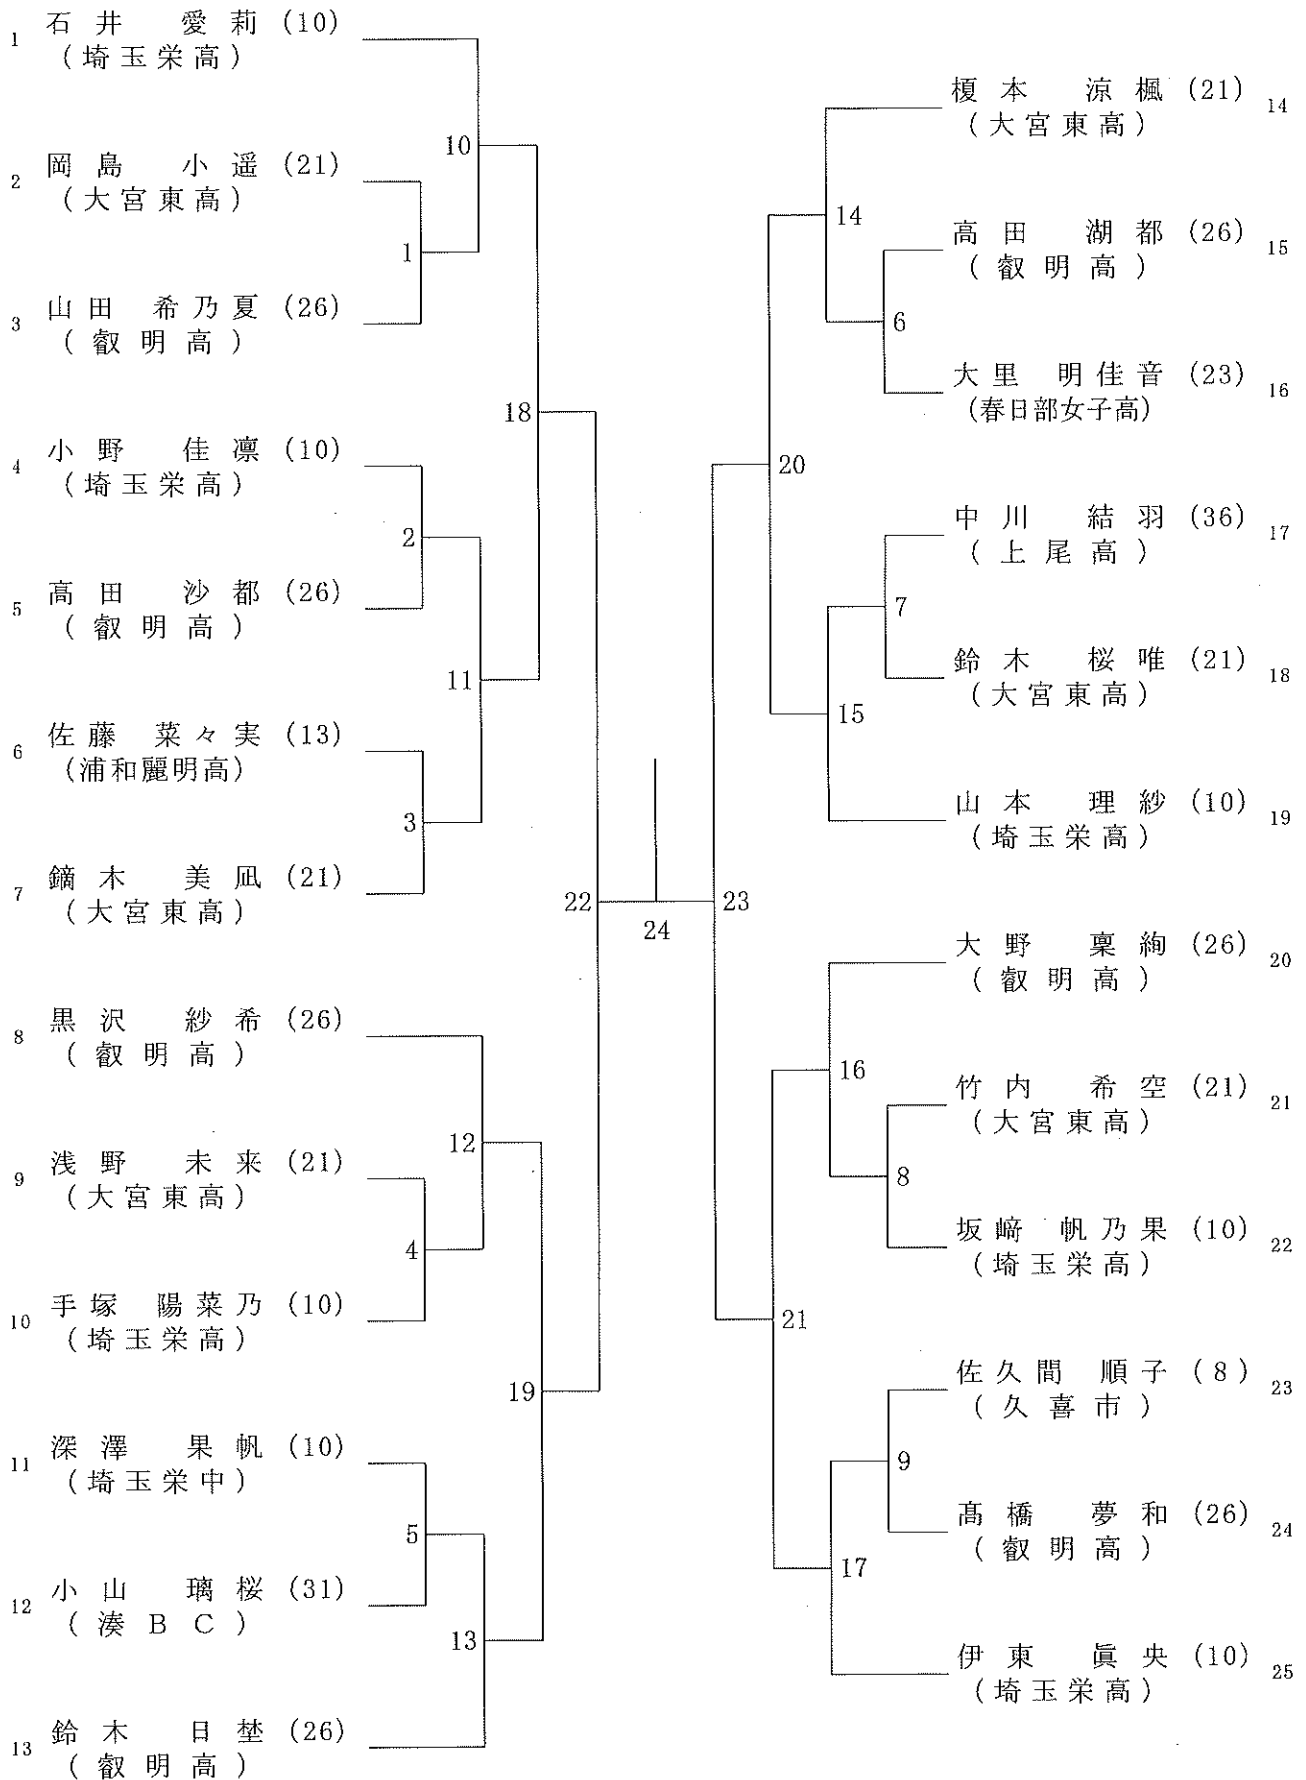 1 石井 愛莉 (10)
(埼玉栄高)
2 岡島 小遥 (21)
(大宮東高)
3 山田 希乃夏 (26)
(叡明高)
4 小野 佳凛 (10)
(埼玉栄高)
5 高田 沙都 (26)
(叡明高)
6 佐藤 菜々実 (13)
(浦和麗明高)
7 鏑木 美凪 (21)
(大宮東高)
8 黒沢 紗希 (26)
(叡明高)
9 浅野 未来 (21)
(大宮東高)
10 手塚 陽菜乃 (10)
(埼玉栄高)
11 深澤 果帆 (10)
(埼玉栄中)
12 小山 璃桜 (31)
(湊BC)
13 鈴木 日埜 (26)
(叡明高)
10
1
18
2
11
3
22
12
4
19
5
13
24
榎本 涼楓 (21) 14
(大宮東高)
高田 湖都 (26) 15
(叡明高)
大里 明佳音 (23) 16
(春日部女子高)
中川 結羽 (36) 17
(上尾高)
鈴木 桜唯 (21) 18
(大宮東高)
山本 理紗 (10) 19
(埼玉栄高)
大野 稟絢 (26) 20
(叡明高)
竹内 希空 (21) 21
(大宮東高)
坂﨑 帆乃果 (10) 22
(埼玉栄高)
佐久間 順子 (8) 23
(久喜市)
髙橋 夢和 (26) 24
(叡明高)
伊東 眞央 (10) 25
(埼玉栄高)
14
6
20
7
15
23
16
8
21
9
17